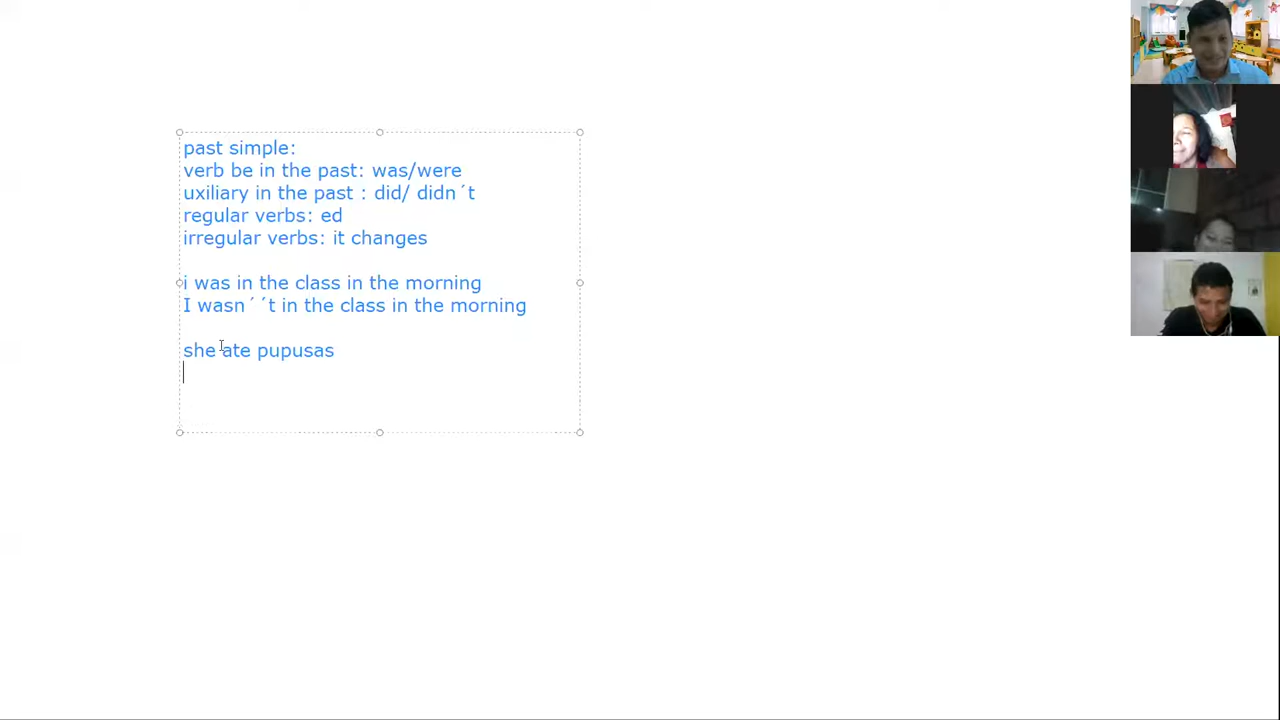 past simple:
verb be in the past: was/were
uxiliary in the past : did/ didn´t
regular verbs: ed
irregular verbs: it changes
i was in the class in the morning
I wasn´´t in the class in the morning
she ate pupusas